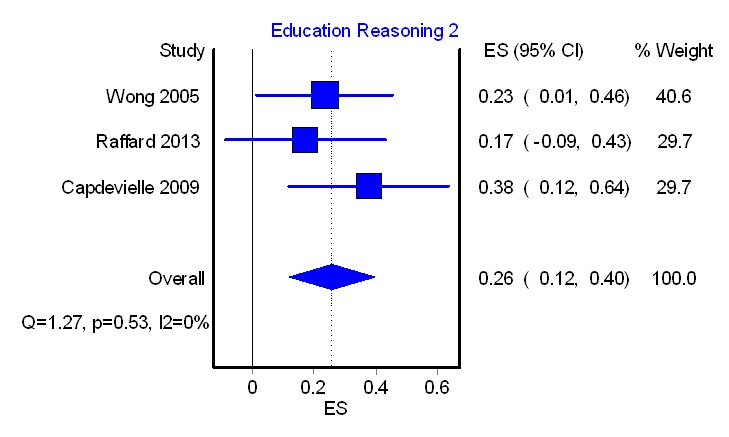 Education Reasoning 2
Study ES (95% CI) % Weight
Wong 2005 0.23 ( 0.01, 0.46) 40.6
Raffard 2013 0.17 (-0.09, 0.43) 29.7
Capdevielle 2009 0.38 ( 0.12, 0.64) 29.7
Overall 0.26 ( 0.12, 0.40) 100.0
Q=1.27, p=0.53, I2=0%
0 0.2 0.4 0.6
ES